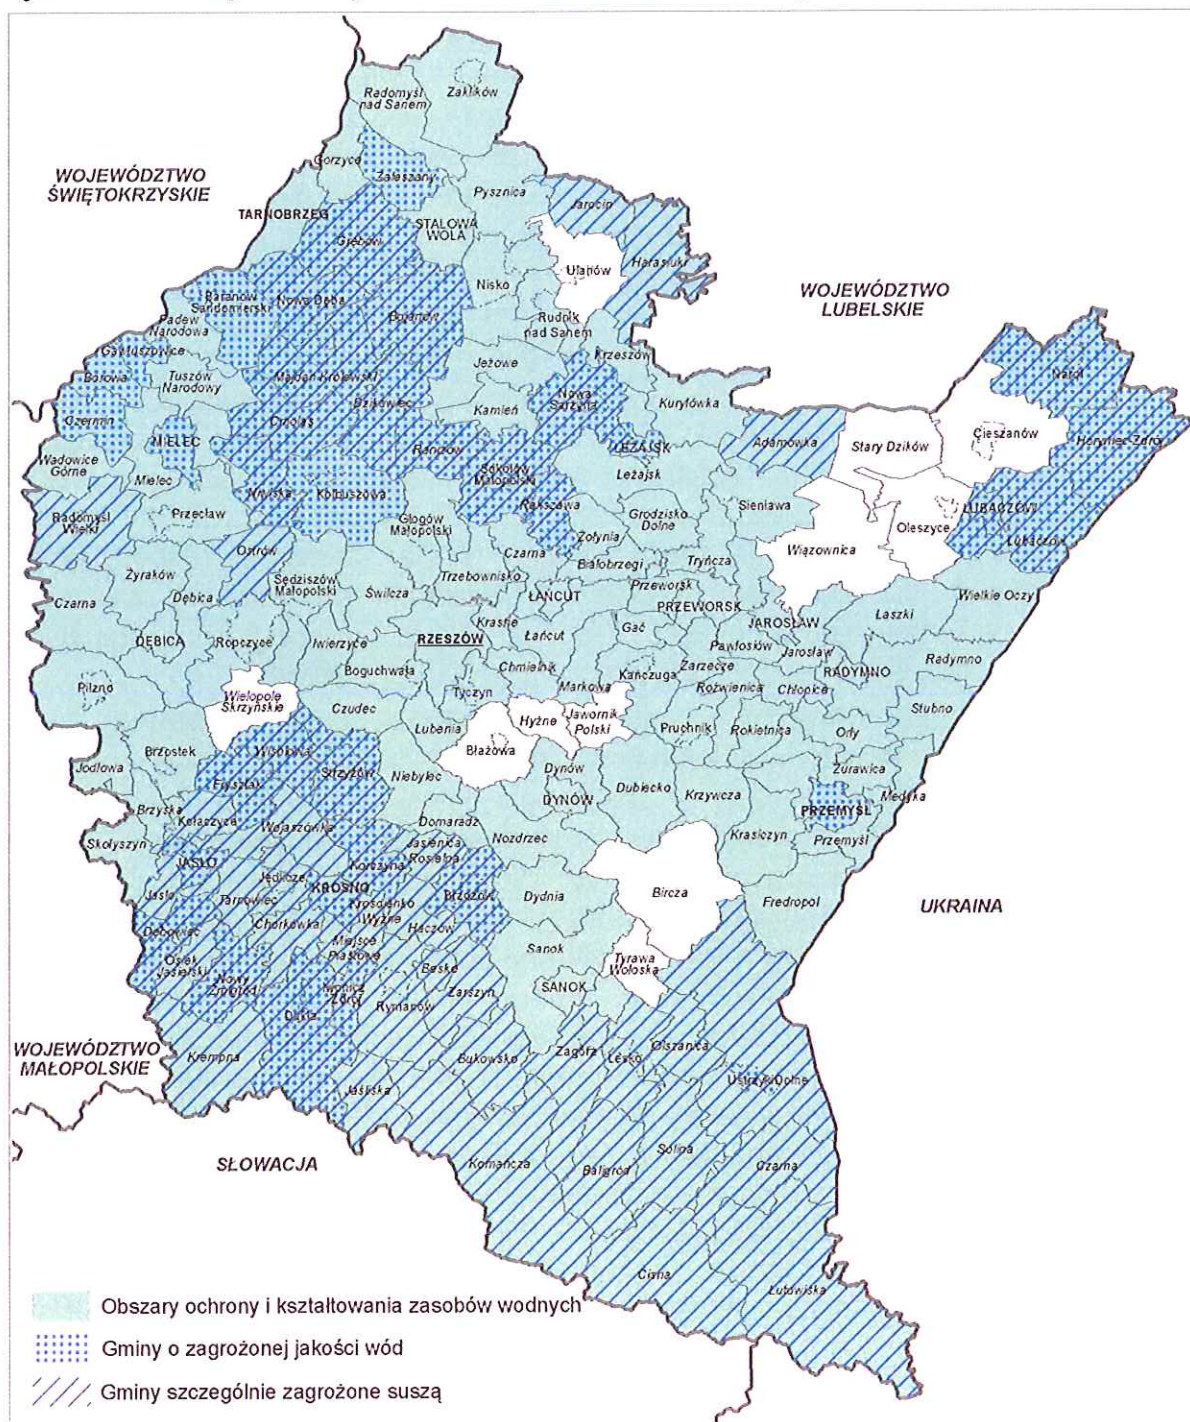 Radomyśl
nad Sanem
Zaklików
WOJEWÓDZTWO
ŚWIĘTOKRZYSKIE
Gorzyce
Zaleszany
Pysznica
Jarocin
TARNOBRZEG
STALOWA
WOLA
Grębów
Harasiuki
Ulanów
Nisko
WOJEWÓDZTWO
LUBELSKIE
Baranów
Sandomierski
Nowa Dęba
Bojanów
Rudnik
nad Sanem
Padew
Narodowa
Gawłuszowice
Krzeszów
Narol
Borowa
Tuszów
Narodowy
Majdan Królewski
Jeżowe
Nowa
Sarzyna
Kuryłówka
Dzikowiec
Kamień
Czermin
Cmolas
Cieszanów
Horyniec-Zdrój
MIELEC
Raniżów
LEŻAJSK
Adamówka
Stary Dzików
Wadowice
Górne
Mielec
Sokołów
Małopolski
Leżajsk
Niwiska
Kolbuszowa
Rakszawa
Sieniawa
LUBACZÓW
Radomyśl
Wielki
Przecław
Głogów
Małopolski
Grodzisko
Dolne
Oleszyce
Lubaczów
Ostrów
Czarna
Żołynia
Wiązownica
Żyraków
Białobrzegi
Tryńcza
Sędziszów
Małopolski
Trzebownisko
Czarna
Dębica
Świlcza
ŁAŃCUT
Przeworsk
PRZEWORSK
Wielkie Oczy
Laszki
Krasne
JAROSŁAW
DĘBICA
Ropczyce
Iwierzyce
RZESZÓW
Łańcut
Gać
Pawłosiów
Jarosław
Radymno
Boguchwała
Chmielnik
Kańczuga
Zarzecze
RADYMNO
Pilzno
Wielopole
Skrzyńskie
Tyczyn
Markowa
Roźwienica
Chłopice
Czudec
Hyżne
Jawornik
Polski
Stubno
Lubenia
Pruchnik
Rokietnica
Orły
Brzostek
Wiśniowa
Błażowa
Jodłowa
Strzyżów
Niebylec
Dynów
Żurawica
Frysztak
DYNÓW
Dubiecko
Krzywcza
Medyka
Brzyska
Kołaczyce
Wojaszówka
Domaradz
PRZEMYŚL
Skołyszyn
Jasienica
Rosielna
Nozdrzec
Krasiczyn
Przemyśl
JASŁO
Korczyna
Jedlicze
KROSNO
Brzozów
Dydnia
Bircza
Jasło
Tarnowiec
Krościenko
Wyżne
Fredropol
UKRAINA
Chorkówka
Haczów
Dębowiec
Miejsce
Piastowe
Sanok
Osiek
Jasielski
Besko
Tyrawa
Wołoska
Nowy
Żmigród
Iwonicz
Zdrój
Zarszyn
SANOK
Dukla
Rymanów
WOJEWÓDZTWO
MAŁOPOLSKIE
Krempna
Bukowsko
Zagórz
Lesko
Olszanica
Ustrzyki Dolne
Jaśliska
SŁOWACJA
Komańcza
Baligród
Solina
Czarna
Cisna
Lutowiska
Obszary ochrony i kształtowania zasobów wodnych
Gminy o zagrożonej jakości wód
Gminy szczególnie zagrożone suszą